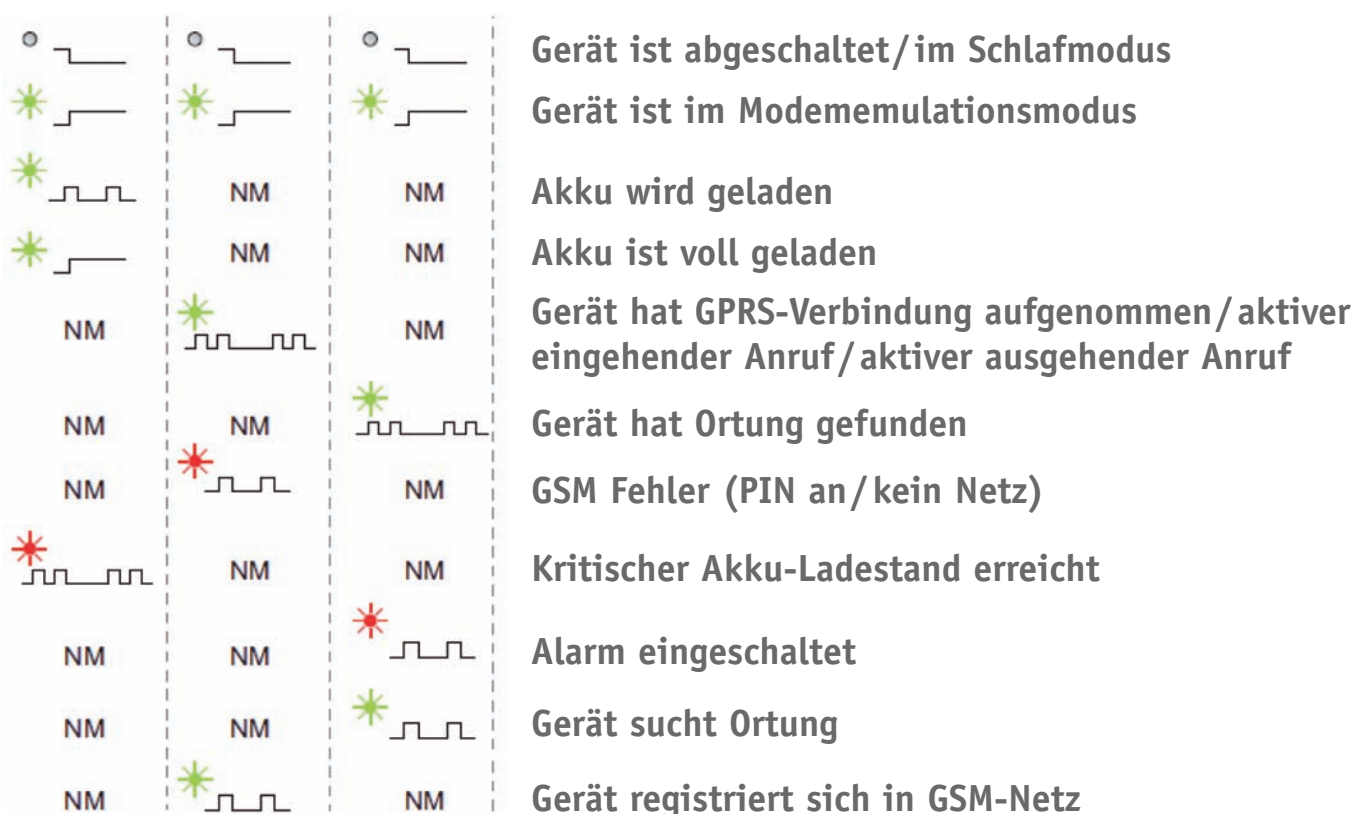 Gerät ist abgeschaltet/im Schlafmodus
Gerät ist im Modememulationsmodus
NM NM Akku wird geladen
NM NM Akku ist voll geladen
NM NM Gerät hat GPRS-Verbindung aufgenommen/aktiver
eingehender Anruf/aktiver ausgehender Anruf
NM NM Gerät hat Ortung gefunden
NM NM GSM Fehler (PIN an/kein Netz)
NM NM Kritischer Akku-Ladestand erreicht
NM NM Alarm eingeschaltet
NM NM Gerät sucht Ortung
NM NM Gerät registriert sich in GSM-Netz